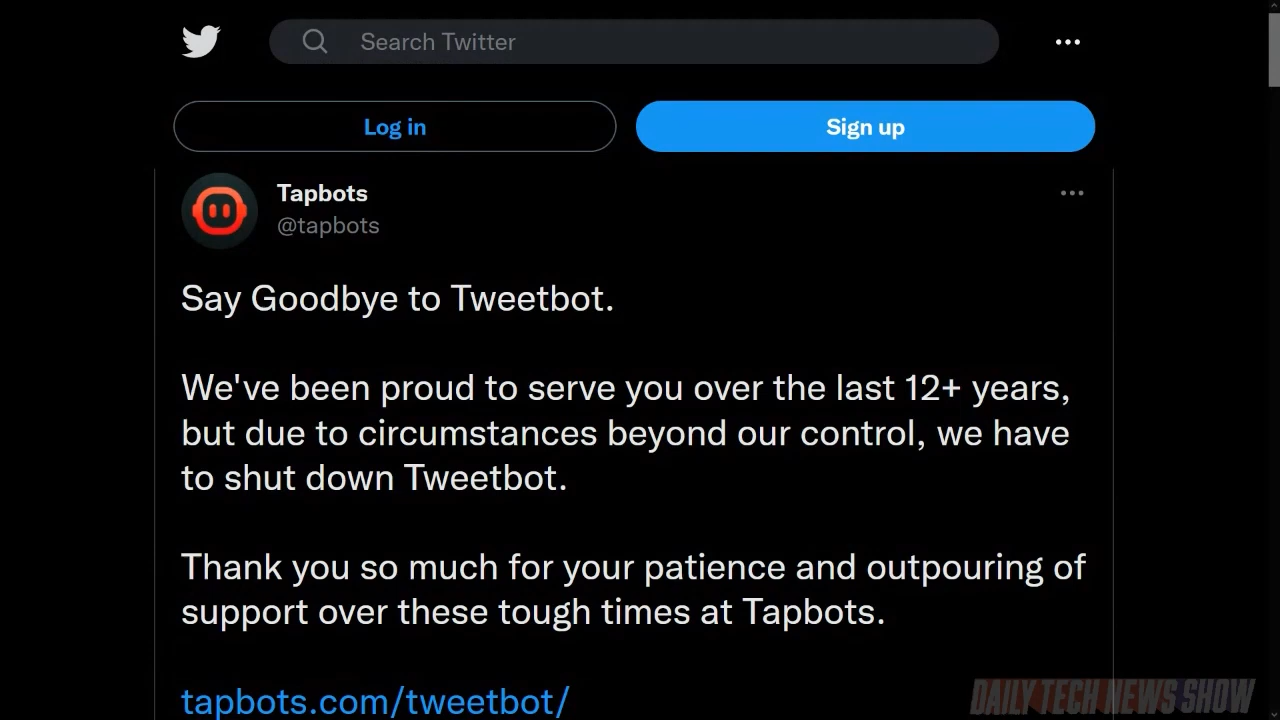 Search Twitter
Log in
Sign up
Tapbots
@tapbots
Say Goodbye to Tweetbot.
We've been proud to serve you over the last 12+ years,
but due to circumstances beyond our control, we have
to shut down Tweetbot.
Thank you so much for your patience and outpouring of
support over these tough times at Tapbots.
tapbots.com/tweetbot/
DAILY TECH NEWS SHOW